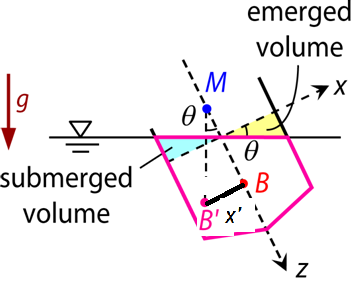 emerged
volume
M
x
g
θ
θ
submerged
volume
B
B'
x'
z